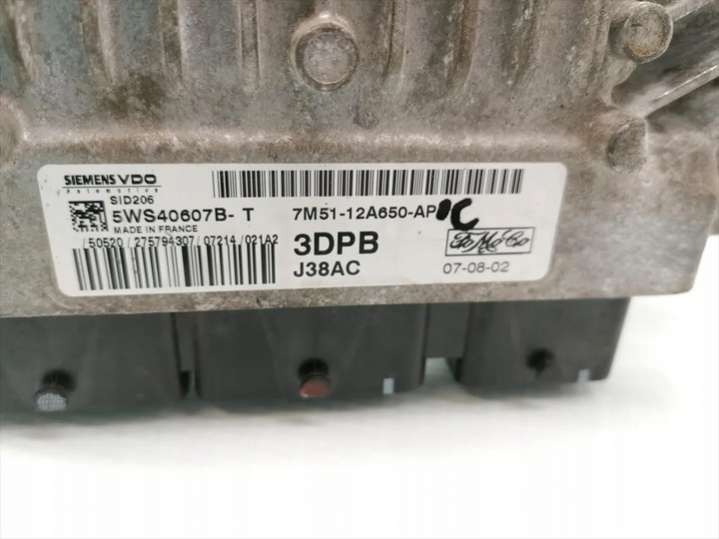 SIEMENS VDO
Automotive
SID206
5WS40607B- T
MADE IN FRANCE
/50520/275794307/07214/021A2
7M51-12A650-AP
C
3DPB
FoMoCo
J38AC
07-08-02